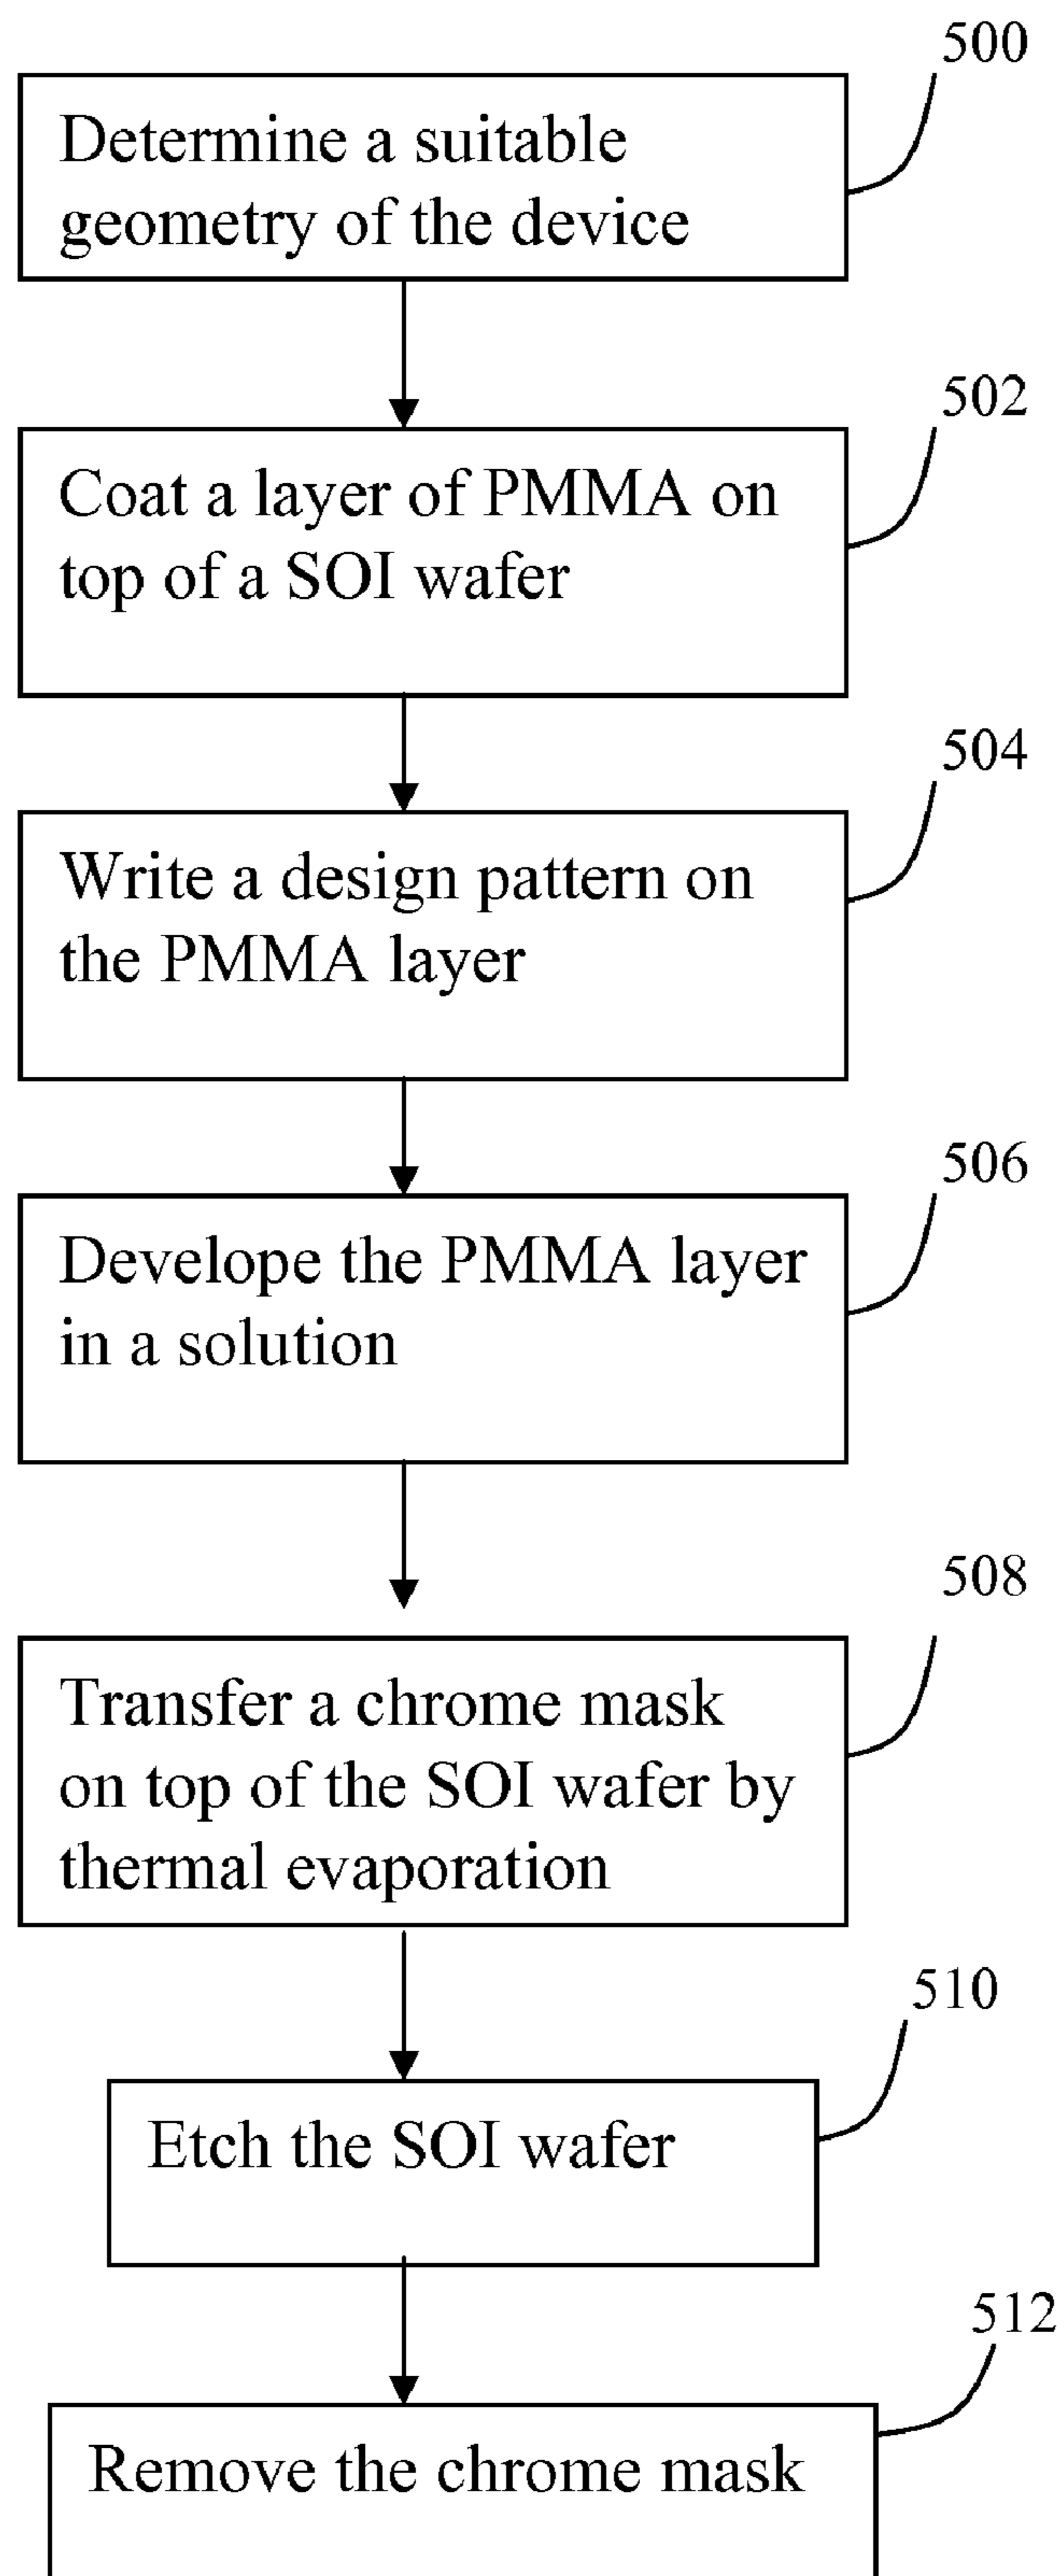 500
Determine a suitable
geometry of the device
502
Coat a layer of PMMA on
top of a SOI wafer
504
Write a design pattern on
the PMMA layer
506
Develope the PMMA layer
in a solution
508
Transfer a chrome mask
on top of the SOI wafer by
thermal evaporation
510
Etch the SOI wafer
512
Remove the chrome mask